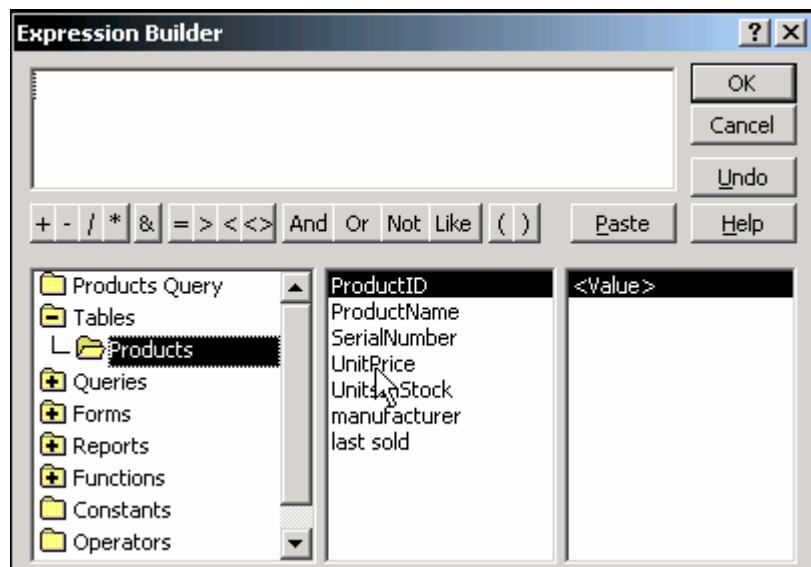 Expression Builder
OK
Cancel
Undo
+ - / * & = > < <> And Or Not Like ( ) Paste Help
Products Query
Tables
Products
Queries
Forms
Reports
Functions
Constants
Operators
ProductID
ProductName
SerialNumber
UnitPrice
UnitsInStock
manufacturer
last sold
<Value>